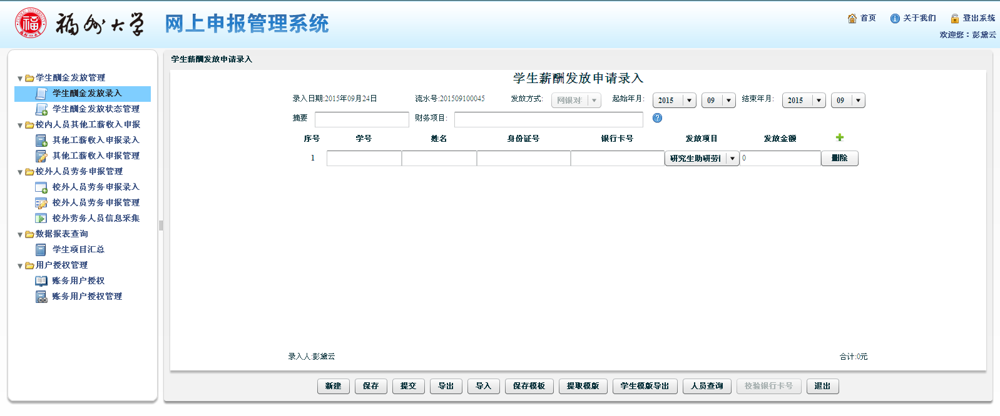 福州大学 网上申报管理系统
首页 关于我们 登出系统
欢迎您：彭黛云
学生酬金发放管理
学生酬金发放录入
学生酬金发放状态管理
校内人员其他工薪收入申报
其他工薪收入申报录入
其他工薪收入申报管理
校外人员劳务申报管理
校外人员劳务申报录入
校外人员劳务申报管理
校外劳务人员信息采集
数据报表查询
学生项目汇总
用户授权管理
账务用户授权
账务用户授权管理
学生薪酬发放申请录入
学生薪酬发放申请录入
录入日期:2015年09月24日 流水号:201509100045 发放方式: 网银对 起始年月: 2015 09 结束年月: 2015 09
摘要 财务项目:
序号 学号 姓名 身份证号 银行卡号 发放项目 发放金额
1 研究生助研劳 0 删除
录入人:彭黛云 合计:0元
新建 保存 提交 导出 导入 保存模板 提取模版 学生模版导出 人员查询 校验银行卡号 退出